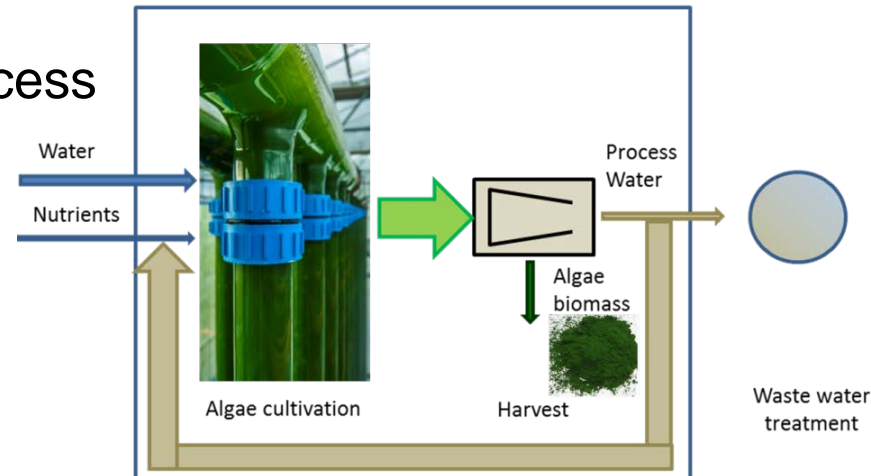 cess
Water
Nutrients
Process
Water
Algae
biomass
Algae cultivation
Harvest
Waste water
treatment